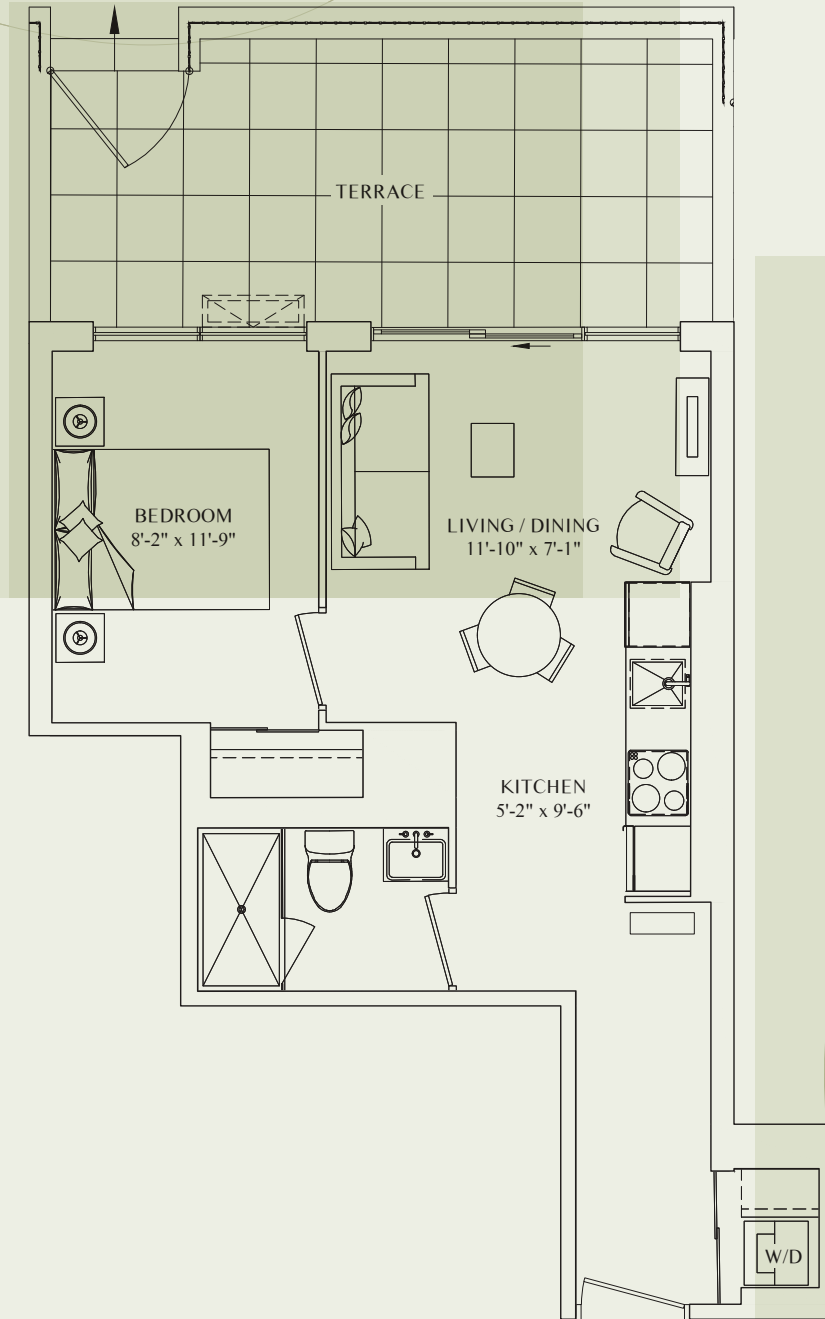 TERRACE
BEDROOM
8'-2" x 11'-9"
LIVING / DINING
11'-10" x 7'-1"
KITCHEN
5'-2" x 9'-6"
W/D